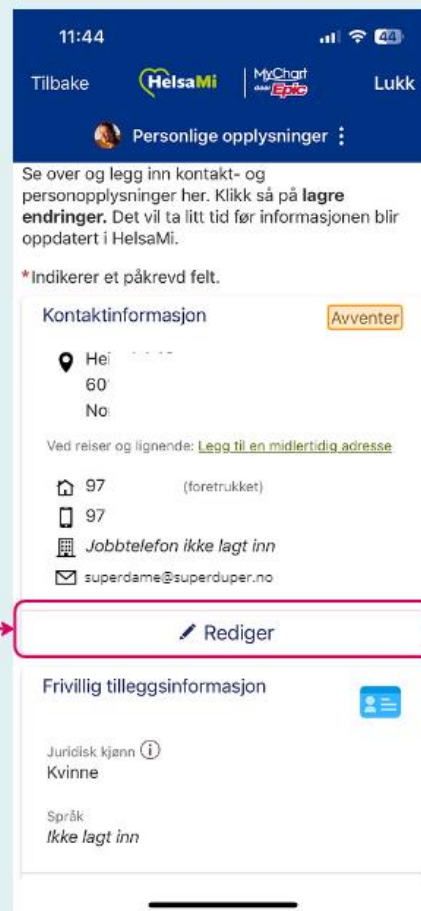 11:44
44
Tilbake
HelsaMi
MyChart
Epic
Lukk
Personlige opplysninger
Se over og legg inn kontakt- og
personopplysninger her. Klikk så på lagre
endringer. Det vil ta litt tid før informasjonen blir
oppdatert i HelsaMi.
*Indikerer et påkrevd felt.
Kontaktinformasjon
Avventer
60
Ved reiser og lignende: Legg til en midlertidig adresse
97 (foretrukket)
97
Jobbtelefon ikke lagt inn
superdame@superduper.no
Rediger
Frivillig tilleggsinformasjon
Juridisk kjønn
Kvinne
Språk
Ikke lagt inn